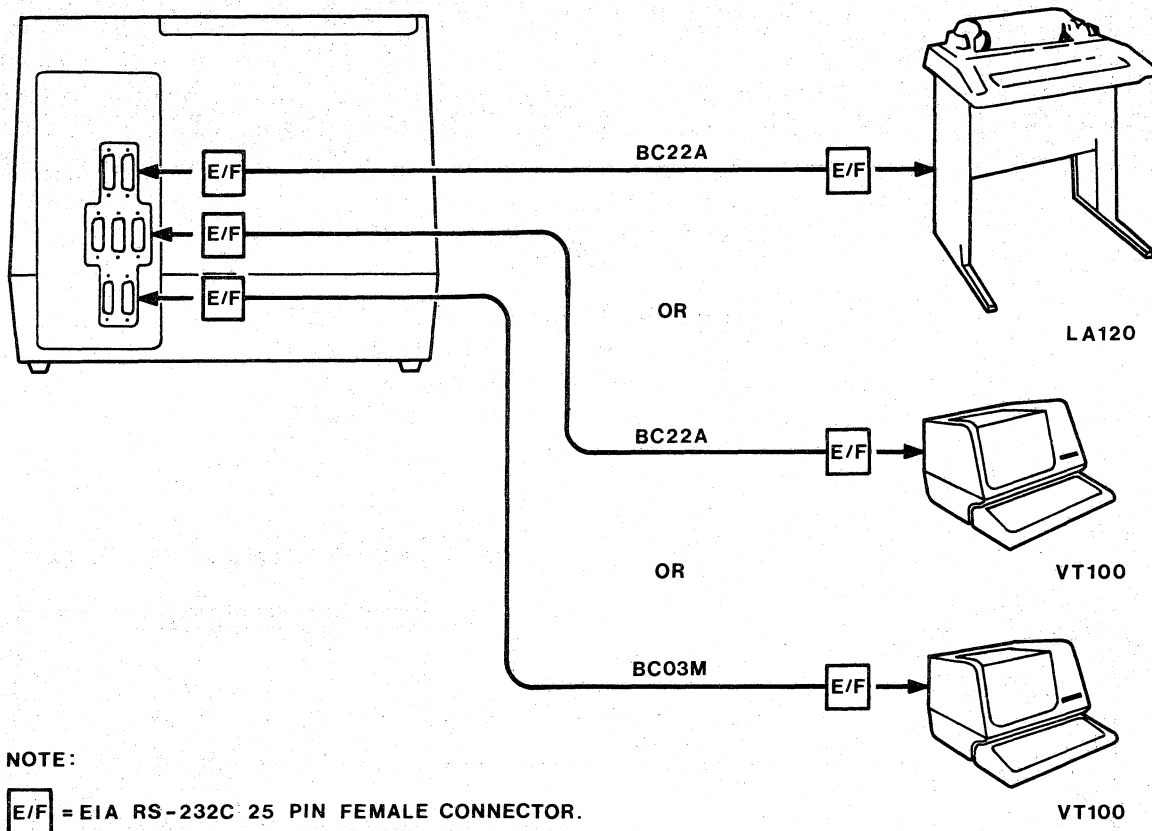 BC22A
E/F
E/F
E/F
E/F
OR
LA120
BC22A
E/F
OR
VT100
BC03M
E/F
NOTE:
E/F = EIA RS-232C 25 PIN FEMALE CONNECTOR.
VT100